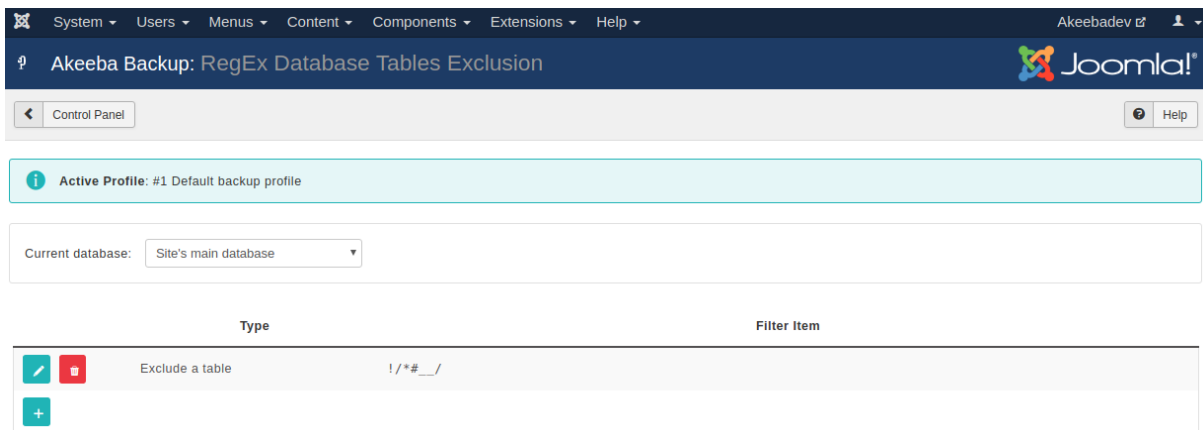 System Users Menus Content Components Extensions Help Akeebadev
Akeeba Backup: RegEx Database Tables Exclusion Joomla!®
Control Panel Help
Active Profile: #1 Default backup profile
Current database: Site's main database
Type Filter Item
Exclude a table !/*#__/